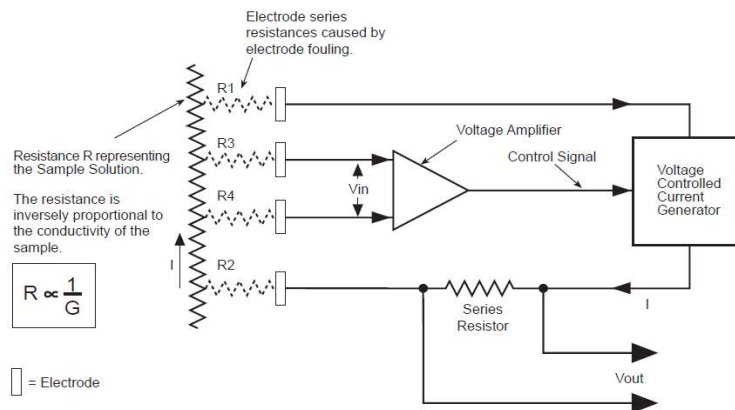 Electrode series
resistances caused by
electrode fouling.
R1
Voltage Amplifier
Resistance R representing
the Sample Solution.
R3
Control Signal
Voltage
Controlled
Current
Generator
Vin
The resistance is
inversely proportional to
the conductivity of the
sample.
R4
I
R2
R ∝ 1/G
Series
Resistor
I
Vout
= Electrode